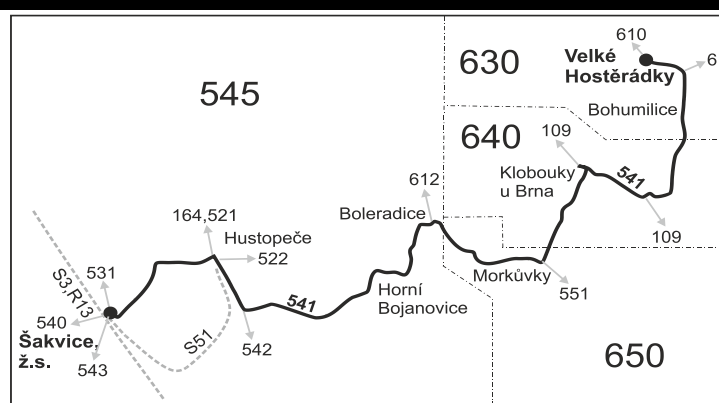 610
Velké
Hostěrádky
630
6
545
Bohumilice
640
109
Klobouky
u Brna
541
612
Boleradice
109
164,521
Hustopeče
522
Morkůvky
551
531
S3,R13
541
Horní
Bojanovice
540
Šakvice,
ž.s.
S51
542
543
650